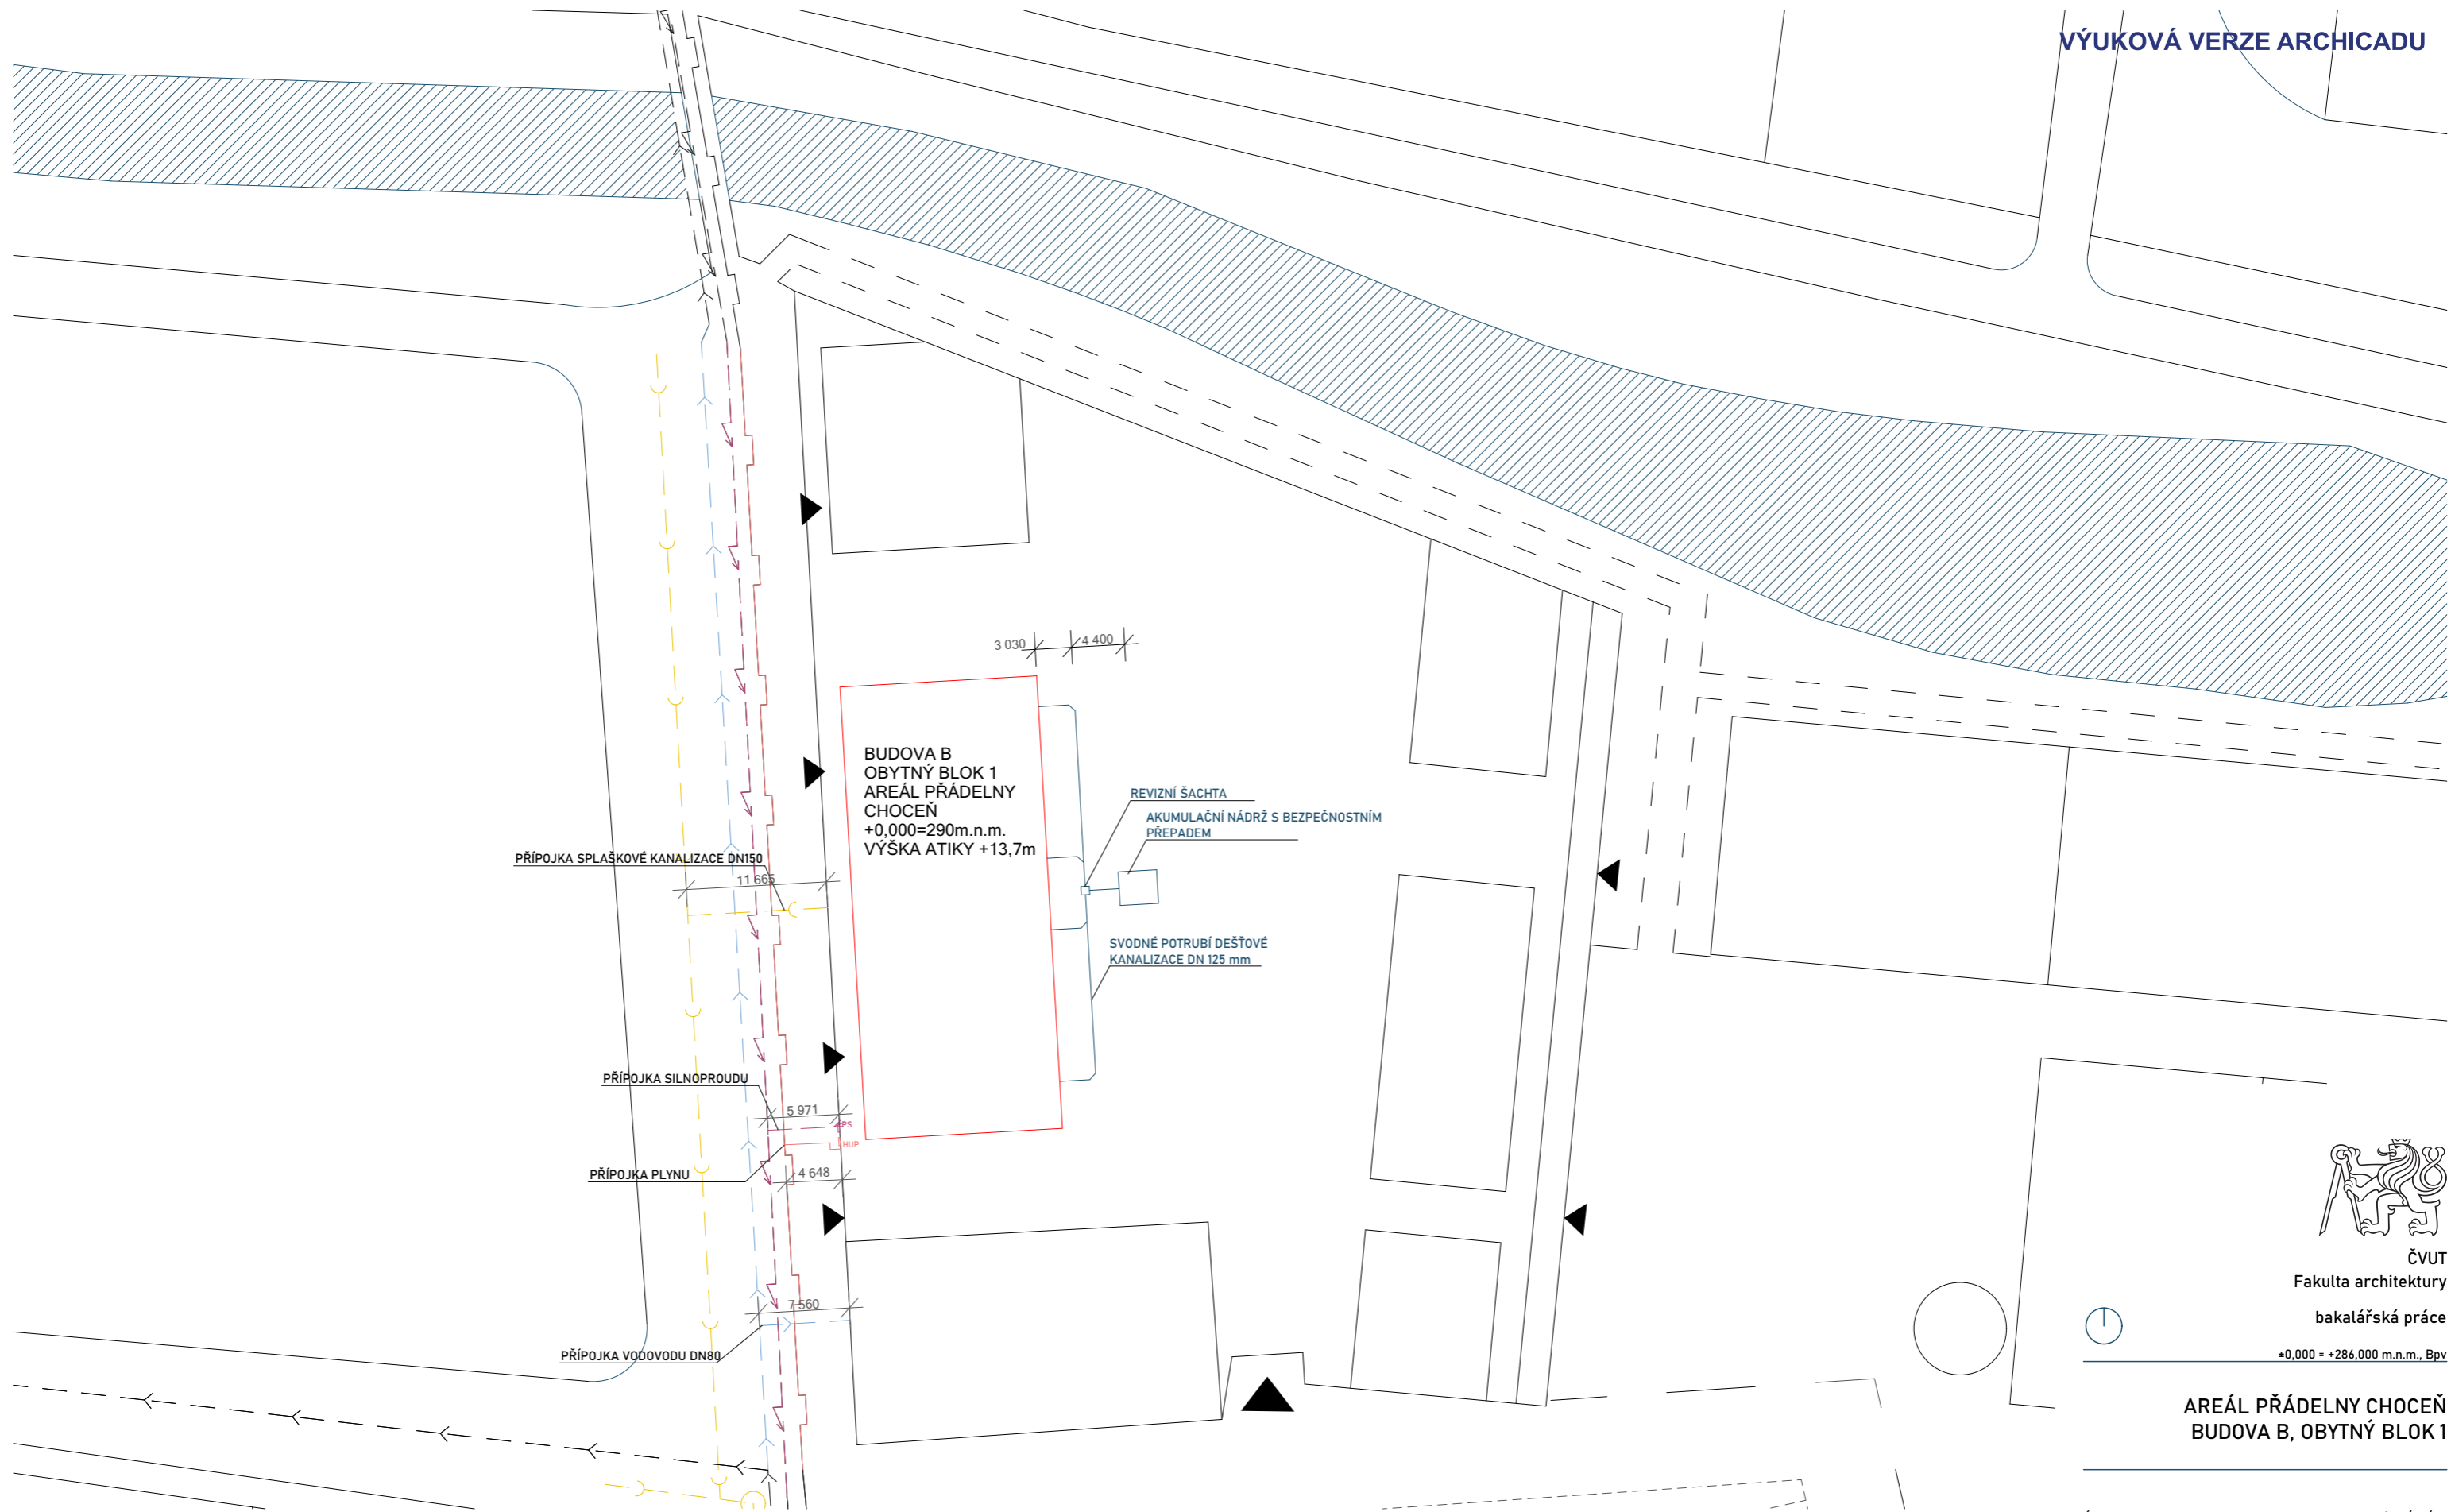 VÝUKOVÁ VERZE ARCHICADU
3 030
4 400
BUDOVA B
OBYTNÝ BLOK 1
AREÁL PŘÁDELNY
CHOCEŇ
+0,000=290m.n.m.
VÝŠKA ATIKY +13,7m
REVIZNÍ ŠACHTA
AKUMULAČNÍ NÁDRŽ S BEZPEČNOSTNÍM
PŘEPADEM
PŘÍPOJKA SPLAŠKOVÉ KANALIZACE DN150
11 665
SVODNÉ POTRUBÍ DEŠŤOVÉ
KANALIZACE DN 125 mm
PŘÍPOJKA SILNOPROUDU
5 971
PS
HUP
PŘÍPOJKA PLYNU
4 648
7 560
PŘÍPOJKA VODOVODU DN80
ČVUT
Fakulta architektury
bakalářská práce
±0,000 = +286,000 m.n.m., Bpv
AREÁL PŘÁDELNY CHOCEŇ
BUDOVA B, OBYTNÝ BLOK 1